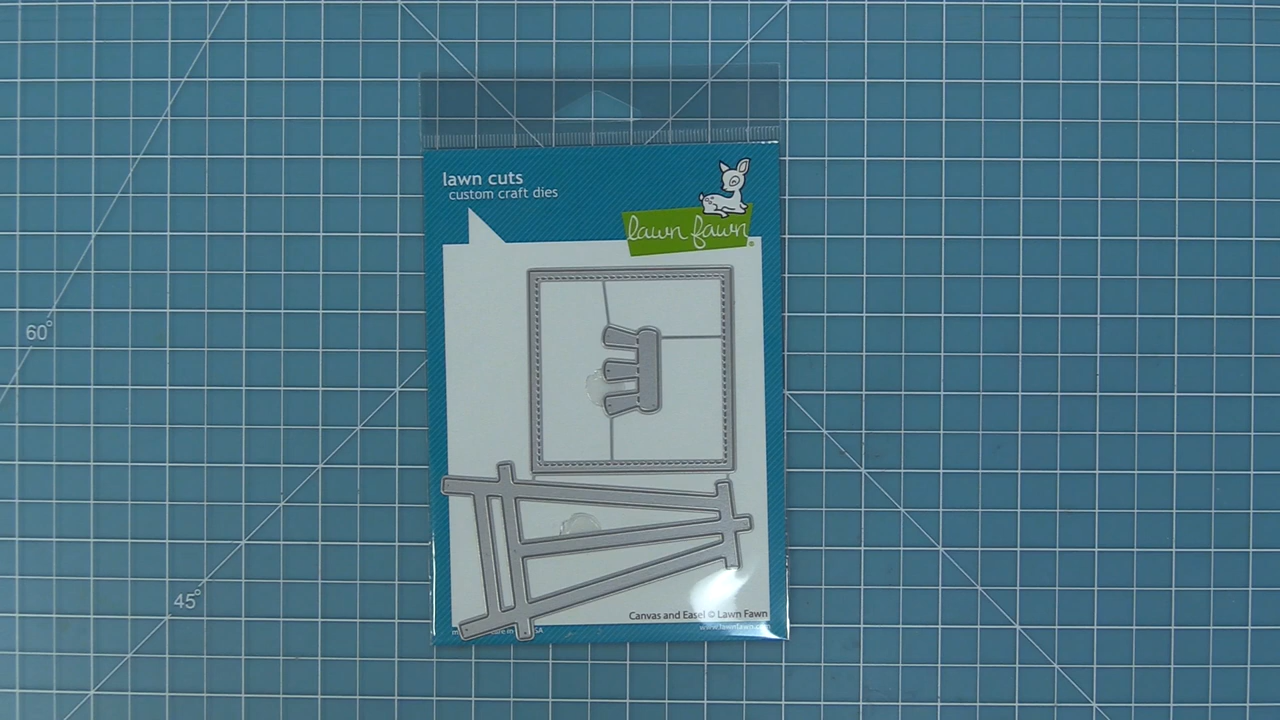 lawn cuts
custom craft dies
lawn fawn
®
60°
45°
Canvas and Easel © Lawn Fawn
www.lawnfawn.com